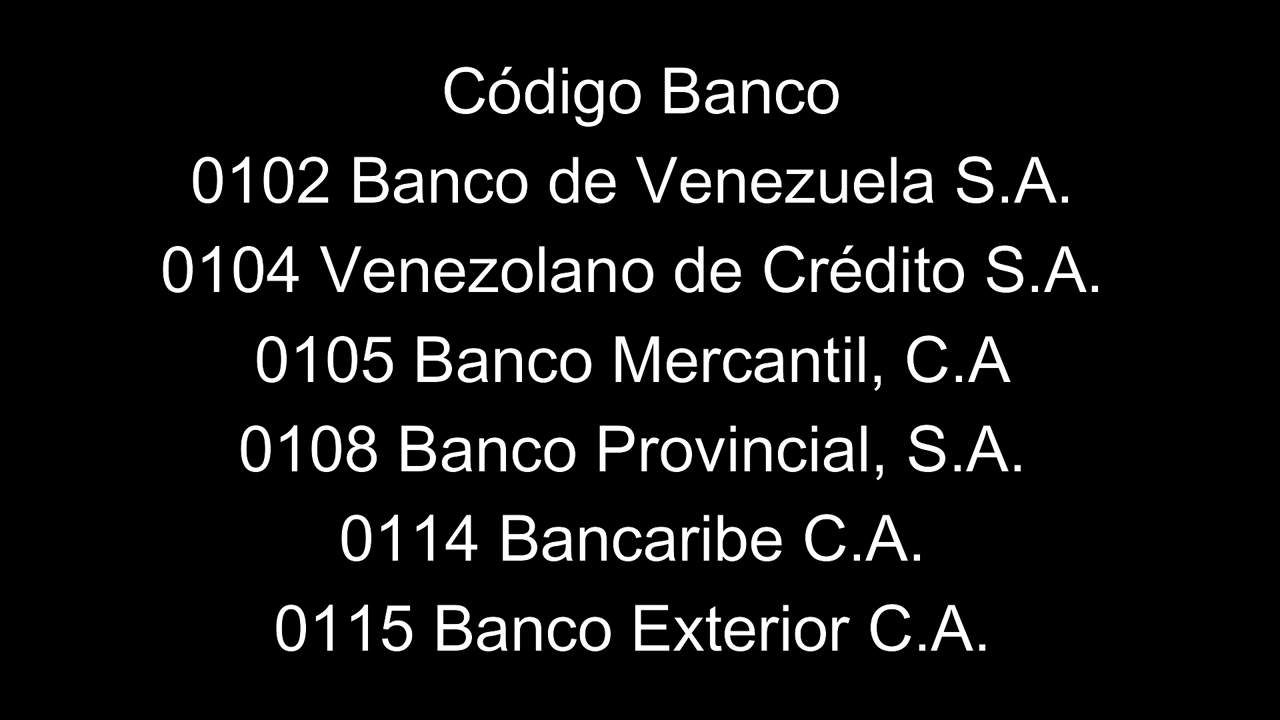 Código Banco
0102 Banco de Venezuela S.A.
0104 Venezolano de Crédito S.A.
0105 Banco Mercantil, C.A
0108 Banco Provincial, S.A.
0114 Bancaribe C.A.
0115 Banco Exterior C.A.